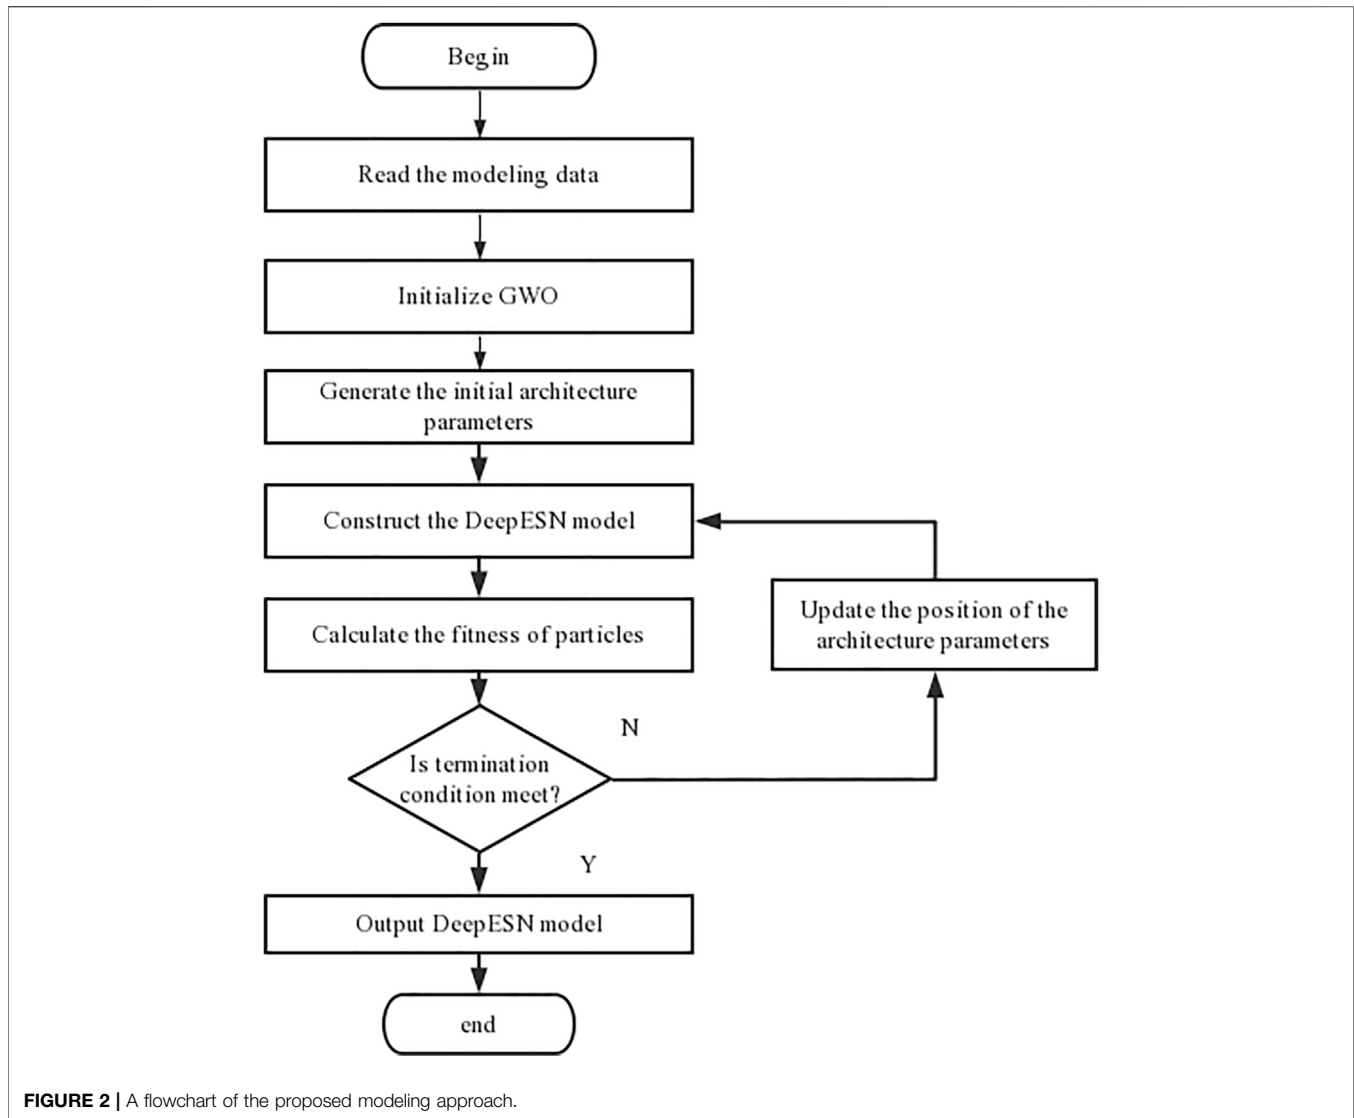 Begin
Read the modeling data
Initialize GWO
Generate the initial architecture
parameters
Construct the DeepESN model
Calculate the fitness of particles
Update the position of the
architecture parameters
N
Is termination
condition meet?
Y
Output DeepESN model
end
FIGURE 2 | A flowchart of the proposed modeling approach.